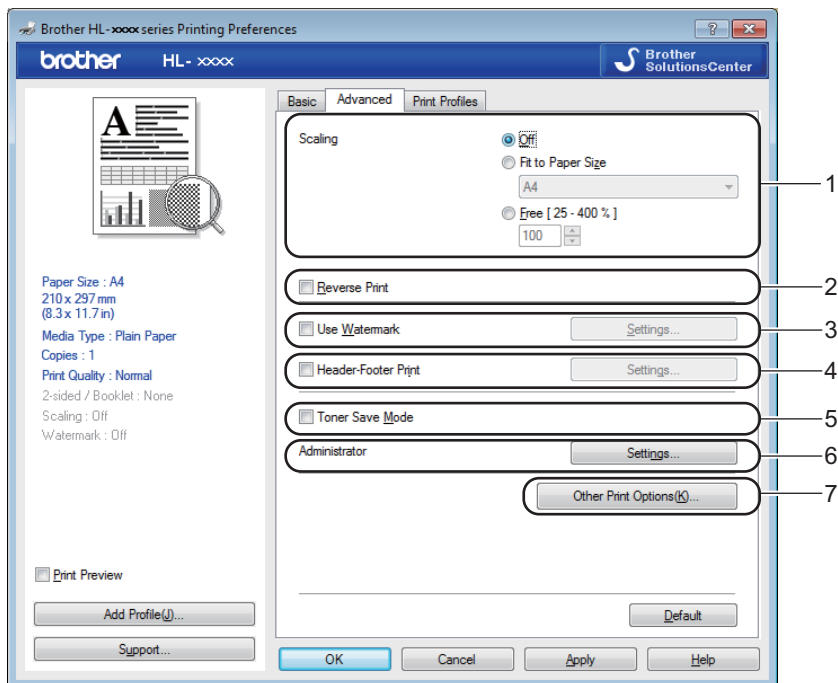 Brother HL-xxxx series Printing Preferences
brother HL- xxxx
Brother
SolutionsCenter
A
Paper Size : A4
210 x 297 mm
(8.3 x 11.7 in)
Media Type : Plain Paper
Copies : 1
Print Quality : Normal
2-sided / Booklet : None
Scaling : Off
Watermark : Off
Print Preview
Add Profile(J)...
Support...
Basic Advanced Print Profiles
Scaling
Off
Fit to Paper Size
A4
Free [ 25 - 400 % ]
100
1
Reverse Print
2
Use Watermark Settings...
3
Header-Footer Print Settings...
4
Toner Save Mode
5
Administrator Settings...
6
Other Print Options(K)...
7
Default
OK Cancel Apply Help